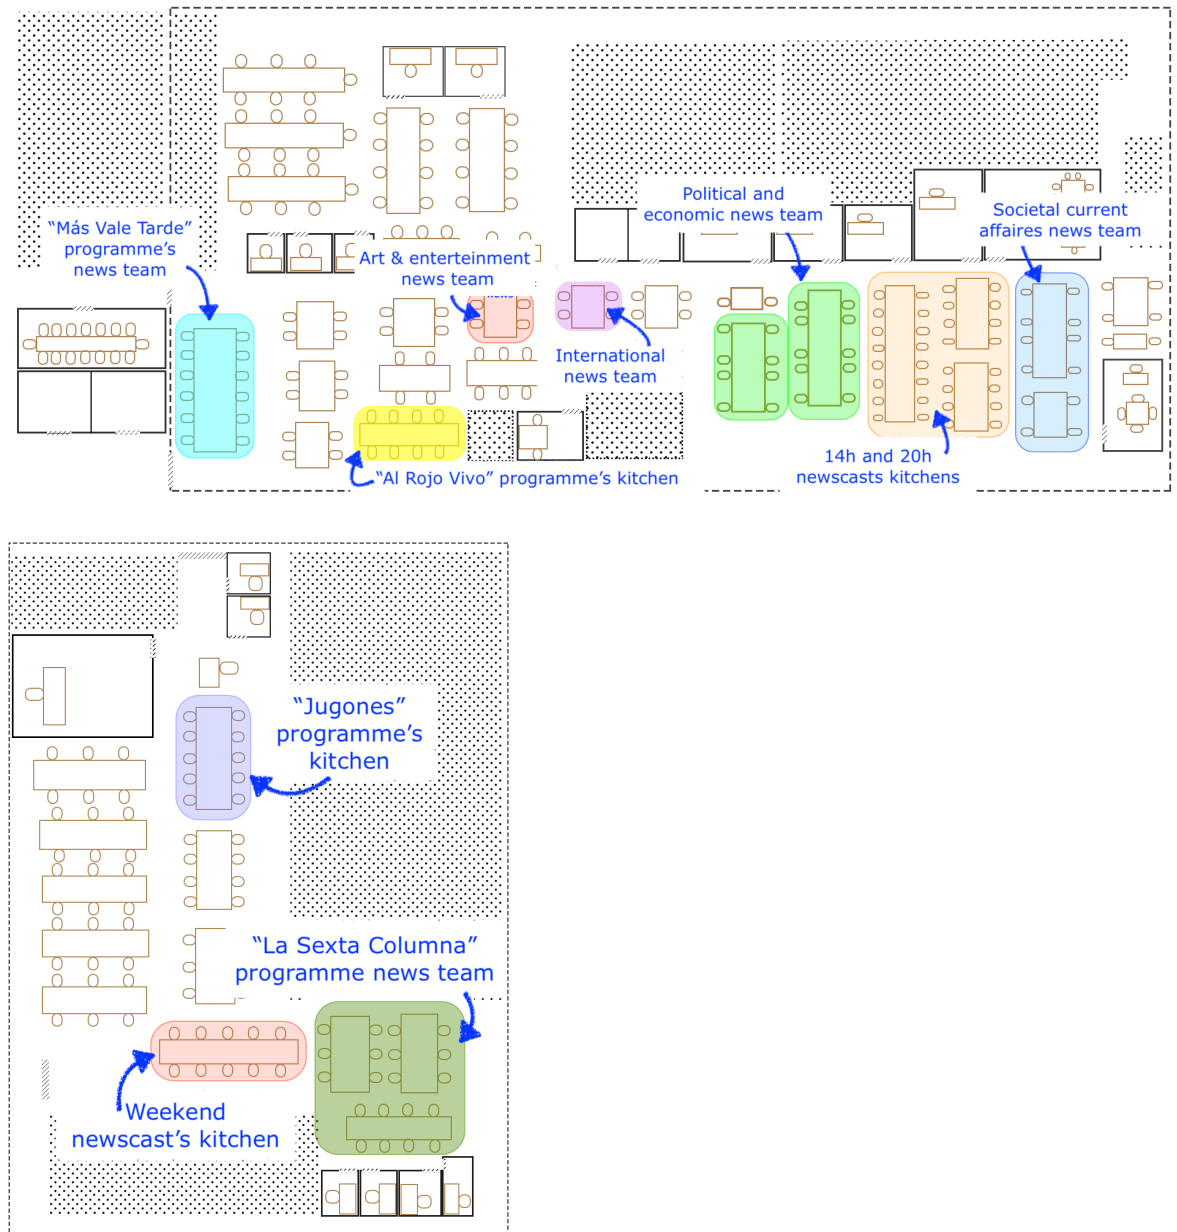 “Más Vale Tarde”
programme’s
news team
Art & enterteinment
news team
news
International
news team
Political and
economic news team
Societal current
affaires news team
“Al Rojo Vivo” programme’s kitchen
14h and 20h
newscasts kitchens
“Jugones”
programme’s
kitchen
“La Sexta Columna”
programme news team
Weekend
newscast’s kitchen